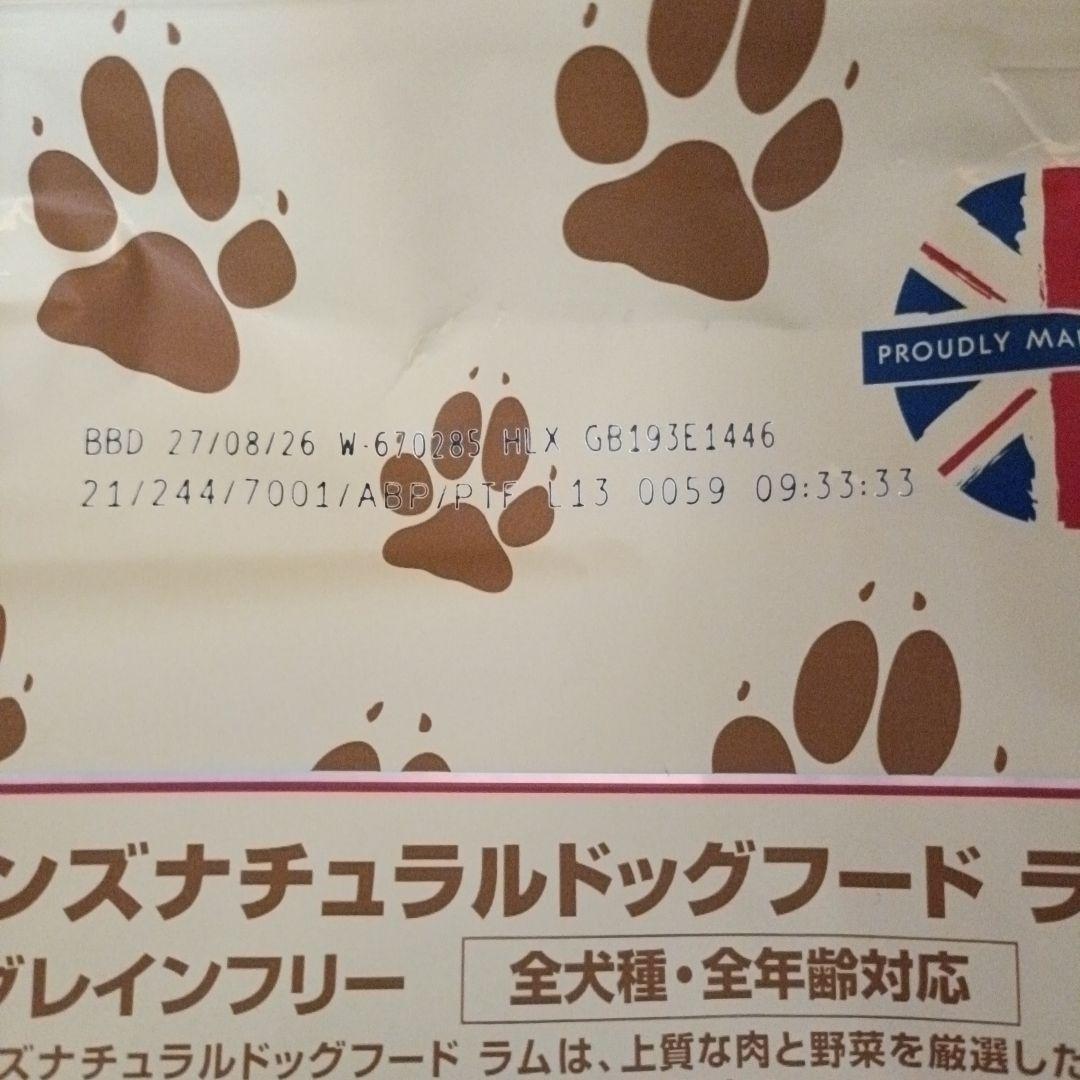 PROUDLY
BBD 27/08/26 W-670285 HLX GB193E1446
21/244/7001/ABP/PTF L13 0059 09:33:33
ンズナチュラルドッグフード ラ
グレインフリー
全犬種・全年齢対応
ズナチュラルドッグフード ラムは、上質な肉と野菜を厳選した